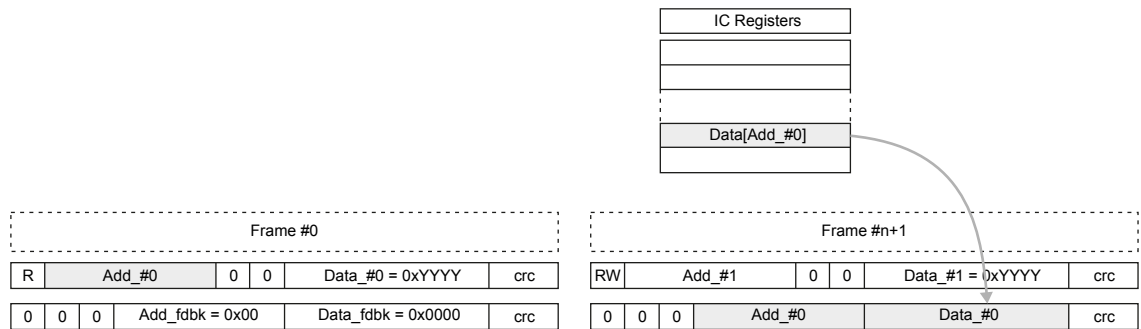 IC Registers
Data[Add_#0]
Frame #0
Frame #n+1
R Add_#0 0 0 Data_#0 = 0xYYYY crc
RW Add_#1 0 0 Data_#1 = 0xYYYY crc
0 0 0 Add_fdbk = 0x00 Data_fdbk = 0x0000 crc
0 0 0 Add_#0 Data_#0 crc